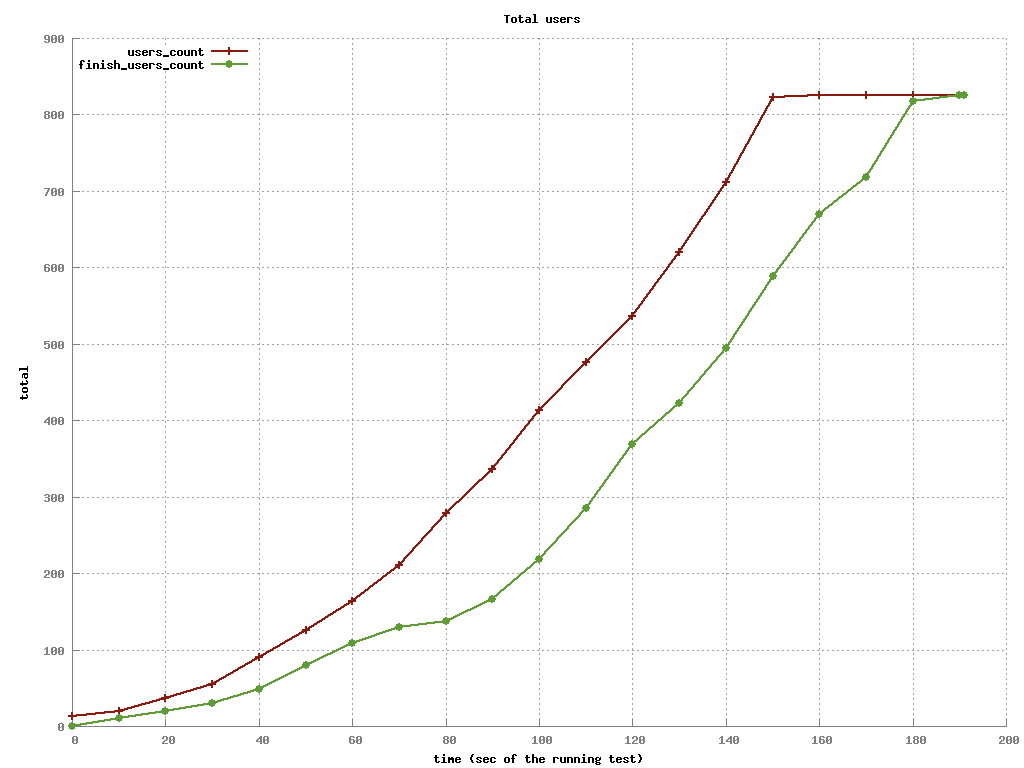 Total users
users_count
finish_users_count
900
800
700
600
500
400
300
200
100
0
total
0 20 40 60 80 100 120 140 160 180 200
time (sec of the running test)